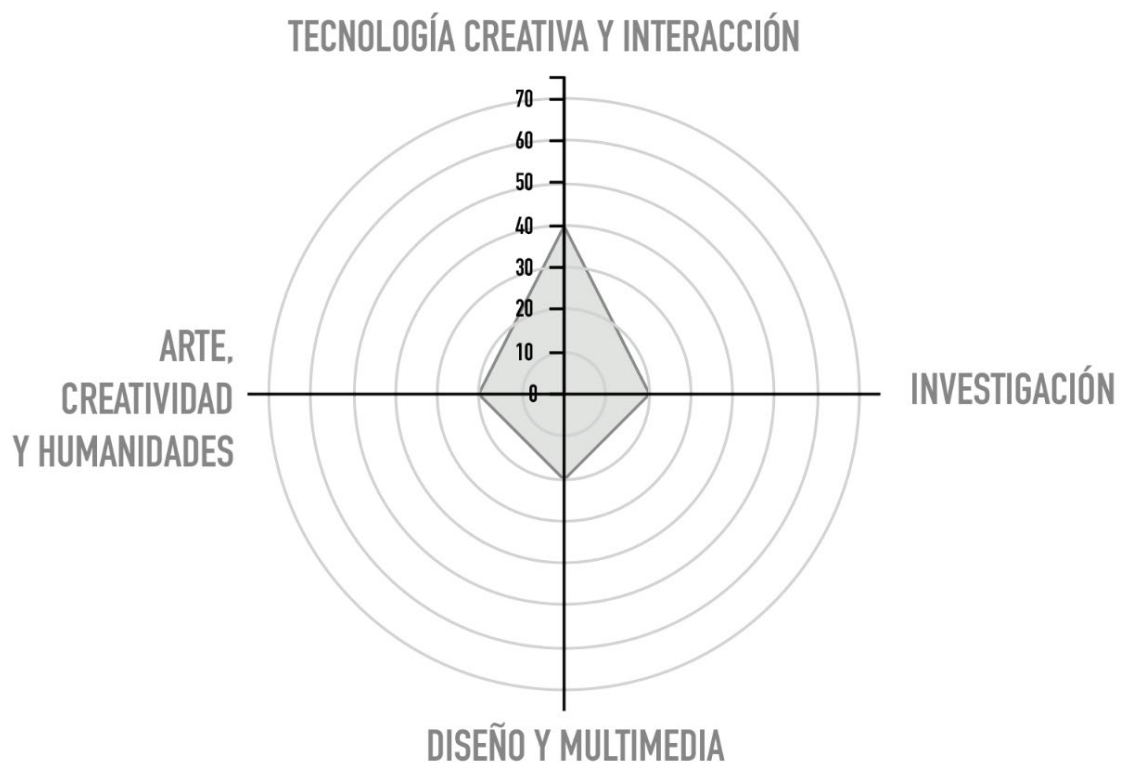 TECNOLOGÍA CREATIVA Y INTERACCIÓN
70
60
50
40
30
20
10
0
ARTE,
CREATIVIDAD
Y HUMANIDADES
INVESTIGACIÓN
DISEÑO Y MULTIMEDIA